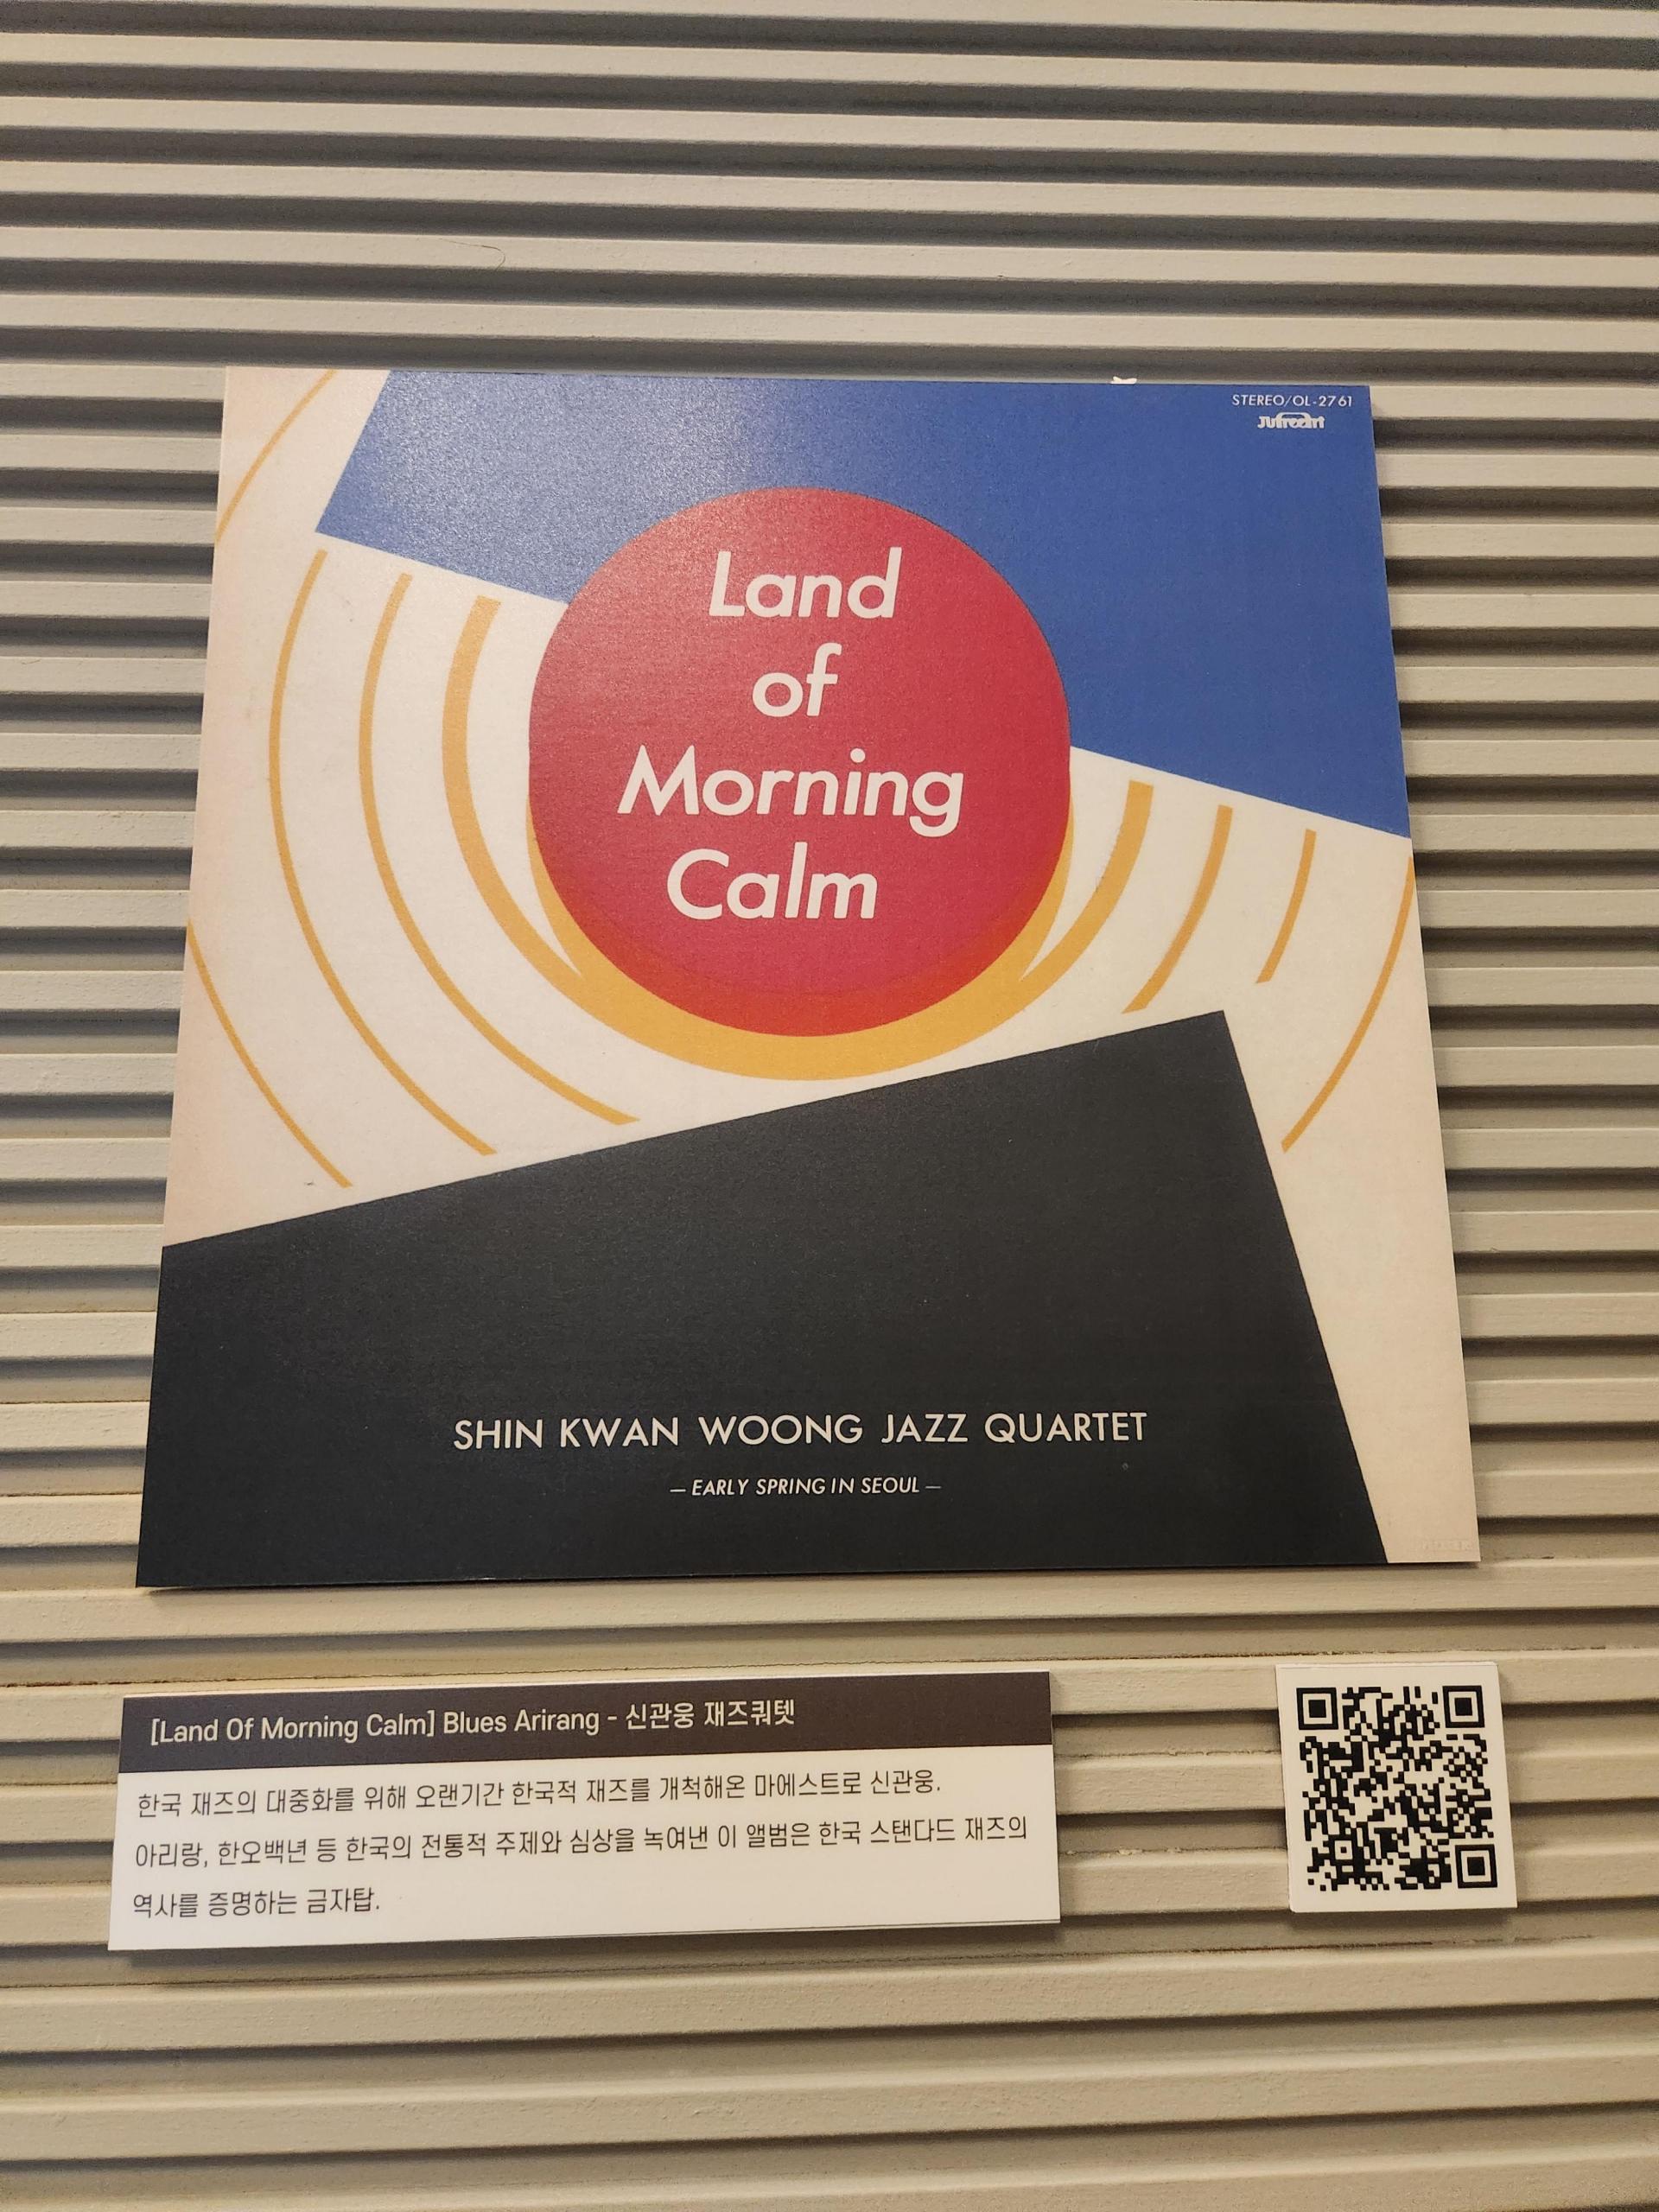 STEREO/OL-2761
Land
of
Morning
Calm
SHIN KWAN WOONG JAZZ QUARTET
— EARLY SPRING IN SEOUL —
[Land Of Morning Calm] Blues Arirang - 신관웅 재즈쿼텟
한국 재즈의 대중화를 위해 오랜기간 한국적 재즈를 개척해온 마에스트로 신관웅.
아리랑, 한오백년 등 한국의 전통적 주제와 심상을 녹여낸 이 앨범은 한국 스탠다드 재즈의
역사를 증명하는 금자탑.